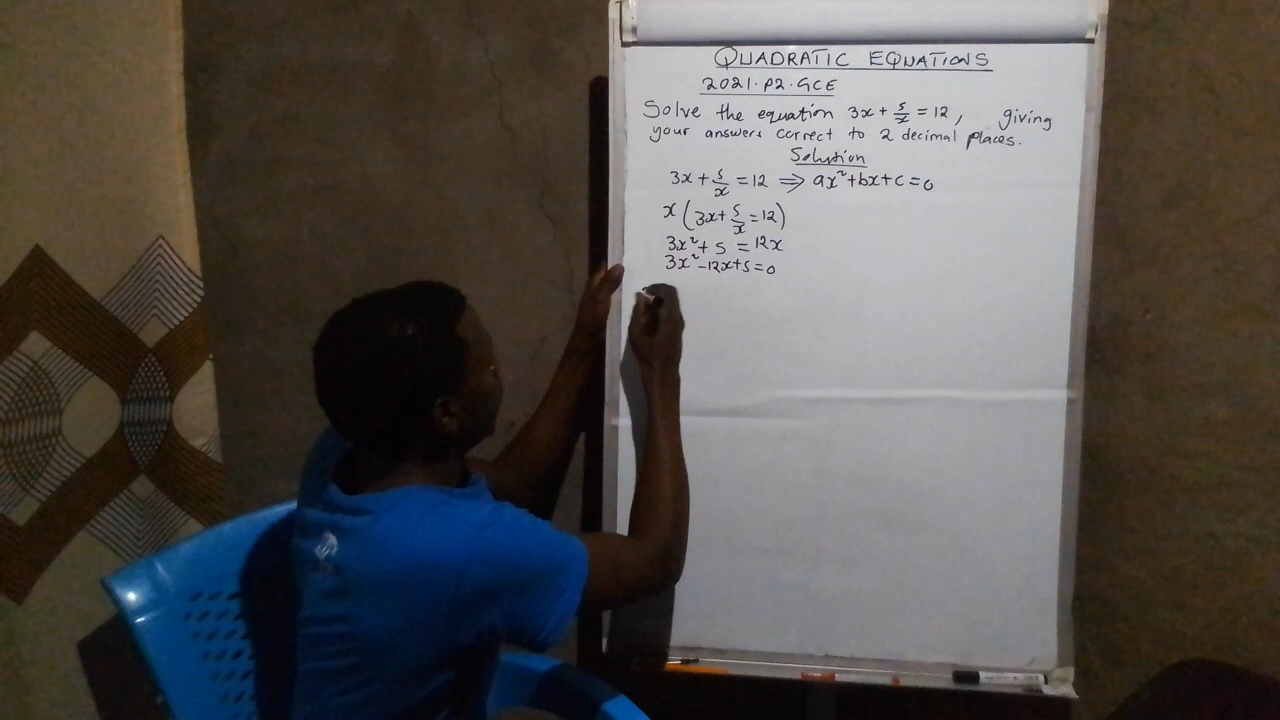 QUADRATIC EQUATIONS
2021.P2.GCE
Solve the equation 3x + 5/x = 12, giving
your answers correct to 2 decimal places.
Solution
3x + 5/x = 12 ⇒ ax² + bx + c = 0
x(3x + 5/x = 12)
3x² + 5 = 12x
3x² - 12x + 5 = 0